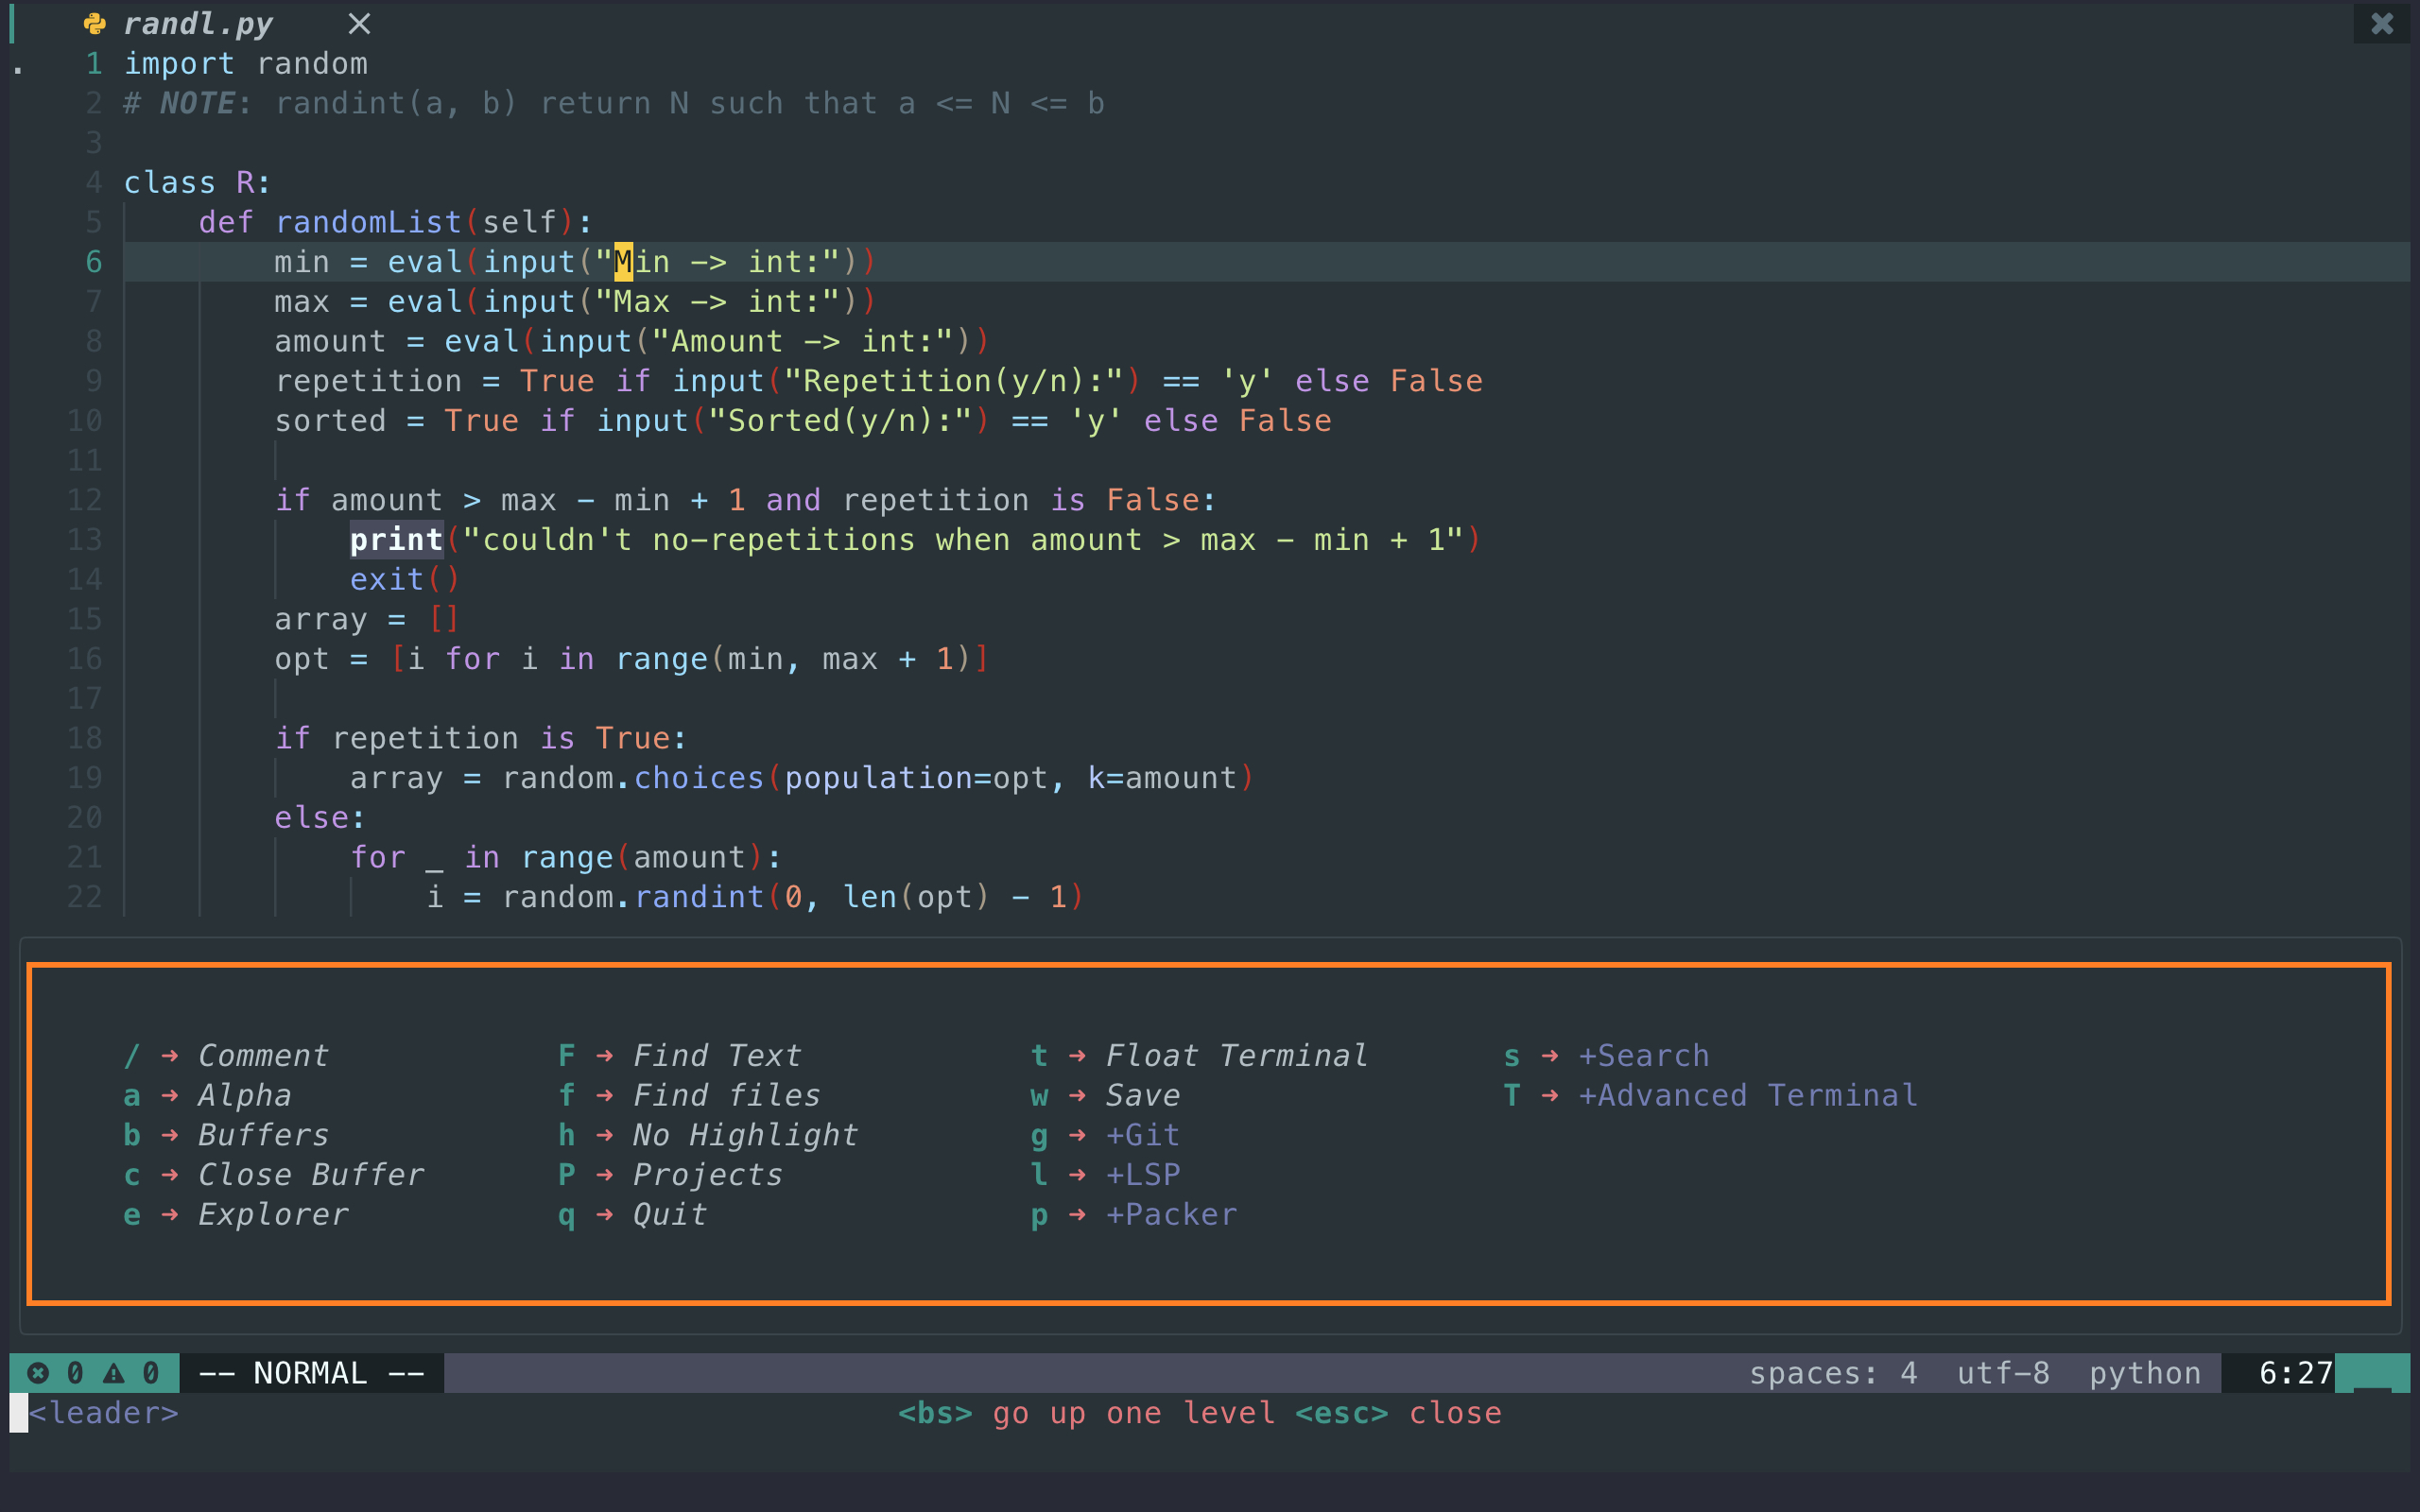 randl.py
1 import random
2 # NOTE: randint(a, b) return N such that a <= N <= b
3
4 class R:
5     def randomList(self):
6         min = eval(input("Min -> int:"))
7         max = eval(input("Max -> int:"))
8         amount = eval(input("Amount -> int:"))
9         repetition = True if input("Repetition(y/n):") == 'y' else False
10         sorted = True if input("Sorted(y/n):") == 'y' else False
11
12         if amount > max - min + 1 and repetition is False:
13             print("couldn't no-repetitions when amount > max - min + 1")
14             exit()
15         array = []
16         opt = [i for i in range(min, max + 1)]
17
18         if repetition is True:
19             array = random.choices(population=opt, k=amount)
20         else:
21             for _ in range(amount):
22                 i = random.randint(0, len(opt) - 1)
/ ➜ Comment F ➜ Find Text t ➜ Float Terminal s ➜ +Search
a ➜ Alpha f ➜ Find files w ➜ Save T ➜ +Advanced Terminal
b ➜ Buffers h ➜ No Highlight g ➜ +Git
c ➜ Close Buffer P ➜ Projects l ➜ +LSP
e ➜ Explorer q ➜ Quit p ➜ +Packer
0 0 -- NORMAL -- spaces: 4 utf-8 python 6:27
<leader> <bs> go up one level <esc> close